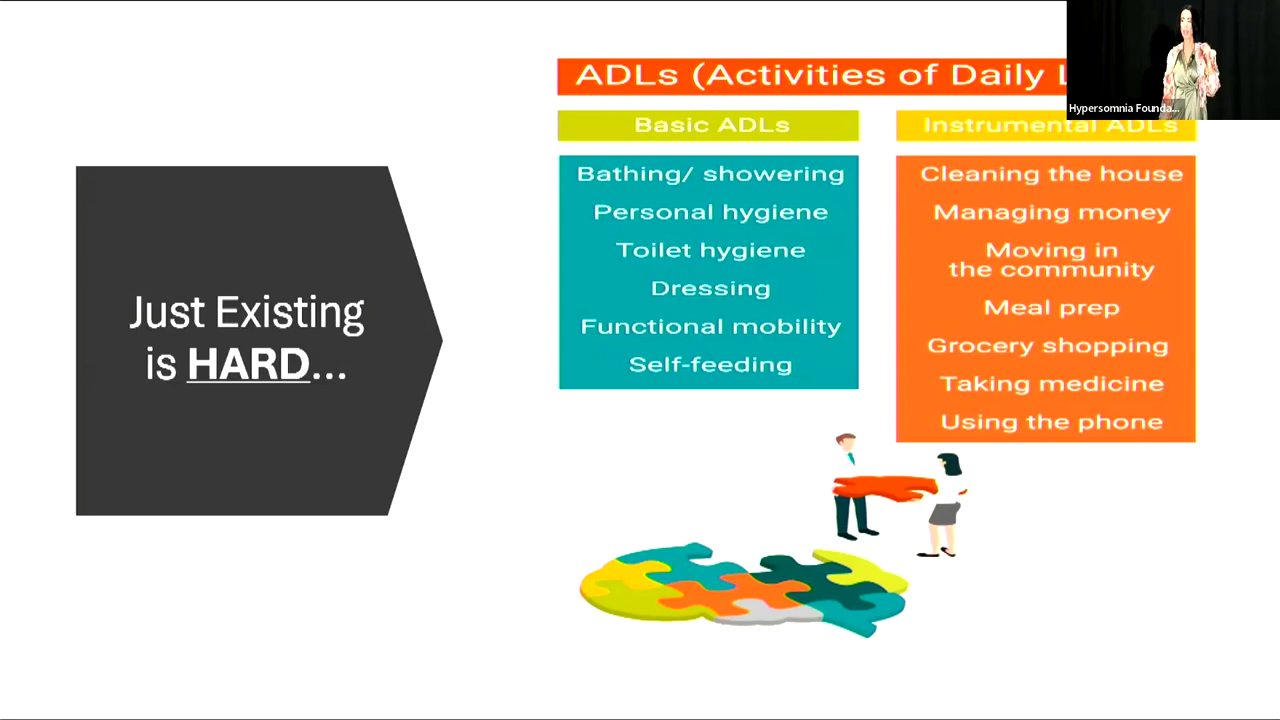 Just Existing
is HARD...
ADLs (Activities of Daily
Basic ADLs
Bathing/ showering
Personal hygiene
Toilet hygiene
Dressing
Functional mobility
Self-feeding
Instrumental ADLs
Cleaning the house
Managing money
Moving in
the community
Meal prep
Grocery shopping
Taking medicine
Using the phone
Hypersomnia Founda...